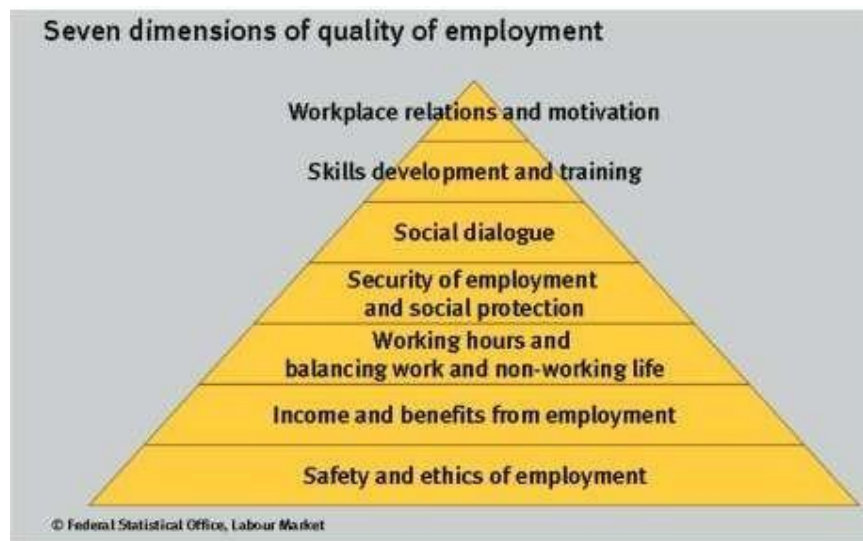 Seven dimensions of quality of employment
Workplace relations and motivation
Skills development and training
Social dialogue
Security of employment
and social protection
Working hours and
balancing work and non-working life
Income and benefits from employment
Safety and ethics of employment
© Federal Statistical Office, Labour Market